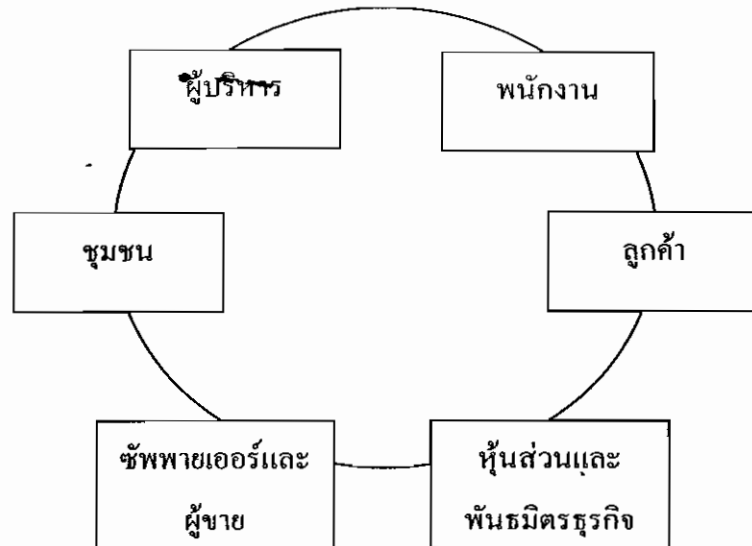 ผู้บริหาร
พนักงาน
ชุมชน
ลูกค้า
ซัพพายเออร์และ
ผู้ขาย
หุ้นส่วนและ
พันธมิตรธุรกิจ